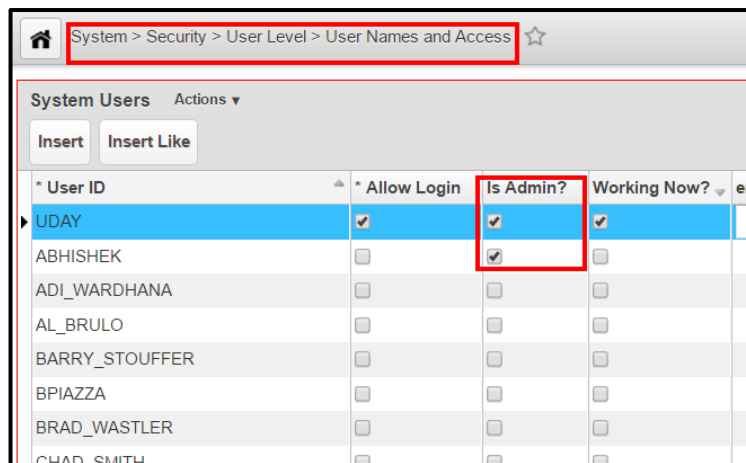 System > Security > User Level > User Names and Access
System Users Actions
Insert Insert Like
* User ID * Allow Login Is Admin? Working Now?
UDAY
ABHISHEK
ADI_WARDHANA
AL_BRULO
BARRY_STOUFFER
BPIAZZA
BRAD_WASTLER
CHAD_SMITH